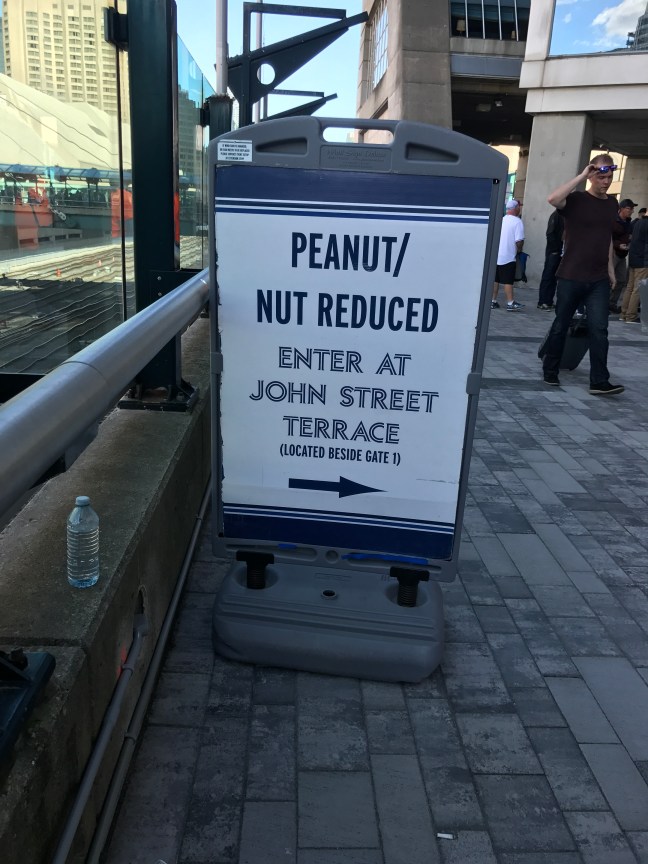 PEANUT/
NUT REDUCED
ENTER AT
JOHN STREET
TERRACE
(LOCATED BESIDE GATE 1)